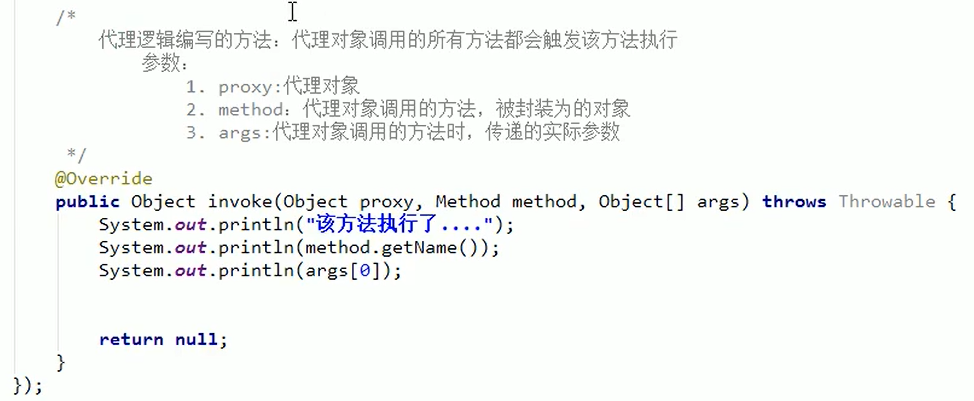 /*
代理逻辑编写的方法：代理对象调用的所有方法都会触发该方法执行
参数：
1. proxy:代理对象
2. method：代理对象调用的方法，被封装为的对象
3. args:代理对象调用的方法时，传递的实际参数
*/
@Override
public Object invoke(Object proxy, Method method, Object[] args) throws Throwable {
System.out.println("该方法执行了....");
System.out.println(method.getName());
System.out.println(args[0]);
return null;
}
});